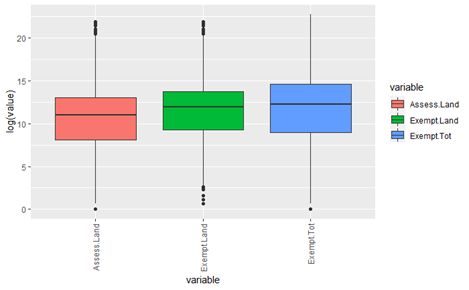 20
15
10
5
0
log(value)
Assess.Land
Exempt.Land
Exempt.Tot
variable
variable
Assess.Land
Exempt.Land
Exempt.Tot